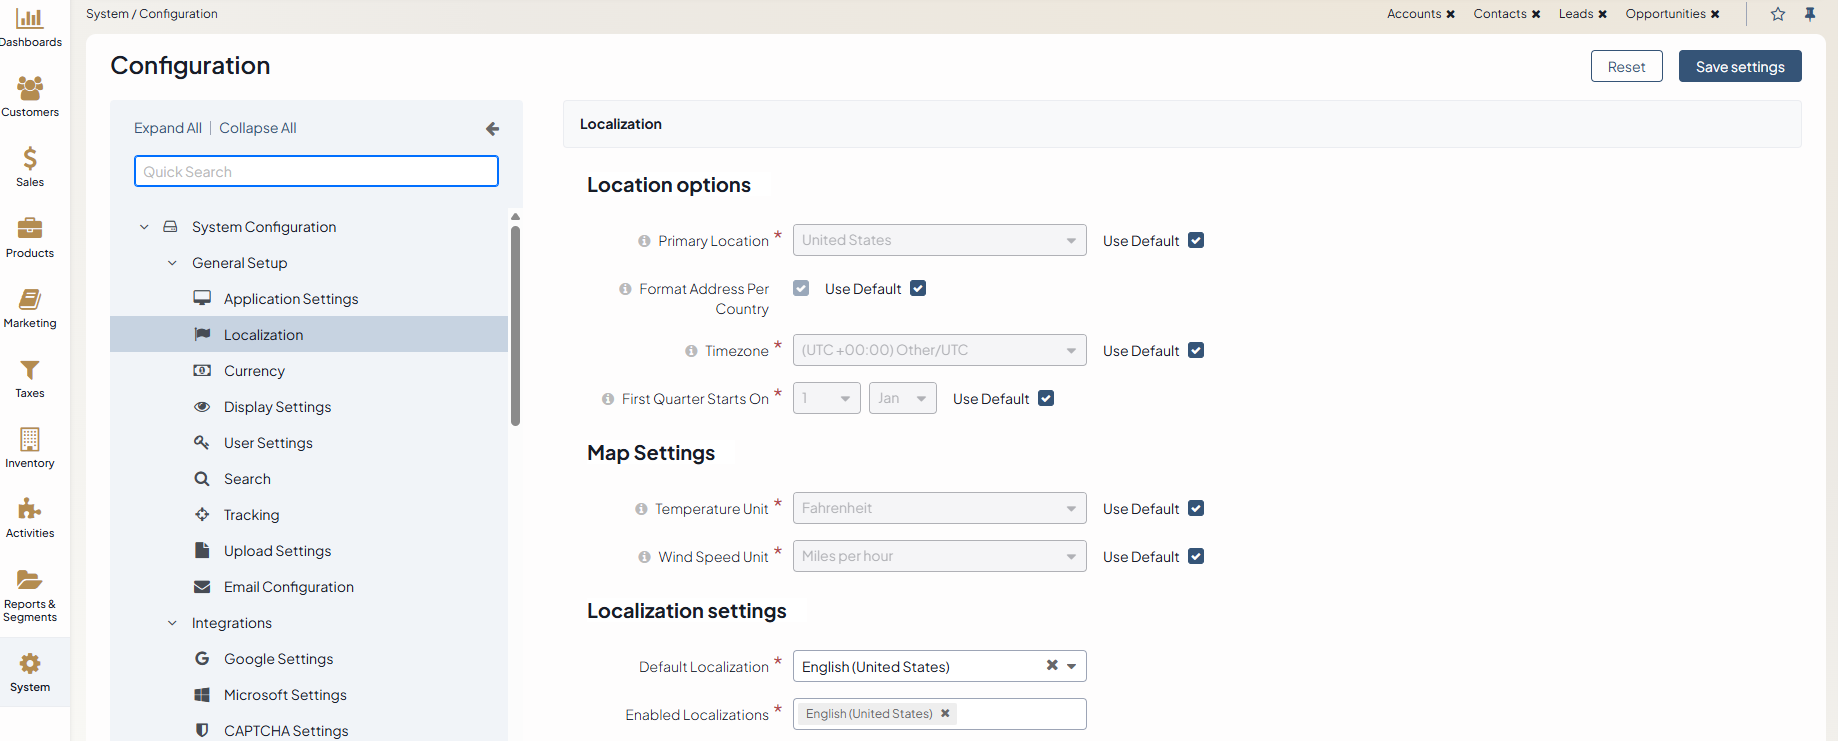 System / Configuration
Accounts ✖ Contacts ✖ Leads ✖ Opportunities ✖
Dashboards
Customers
Sales
Products
Marketing
Taxes
Inventory
Activities
Reports &
Segments
System
Configuration
Reset
Save settings
Expand All | Collapse All
Quick Search
System Configuration
General Setup
Application Settings
Localization
Currency
Display Settings
User Settings
Search
Tracking
Upload Settings
Email Configuration
Integrations
Google Settings
Microsoft Settings
CAPTCHA Settings
Localization
Location options
Primary Location * United States Use Default
Format Address Per Use Default
Country
Timezone * (UTC +00:00) Other/UTC Use Default
First Quarter Starts On * 1 Jan Use Default
Map Settings
Temperature Unit * Fahrenheit Use Default
Wind Speed Unit * Miles per hour Use Default
Localization settings
Default Localization * English (United States) ✖
Enabled Localizations * English (United States) ✖